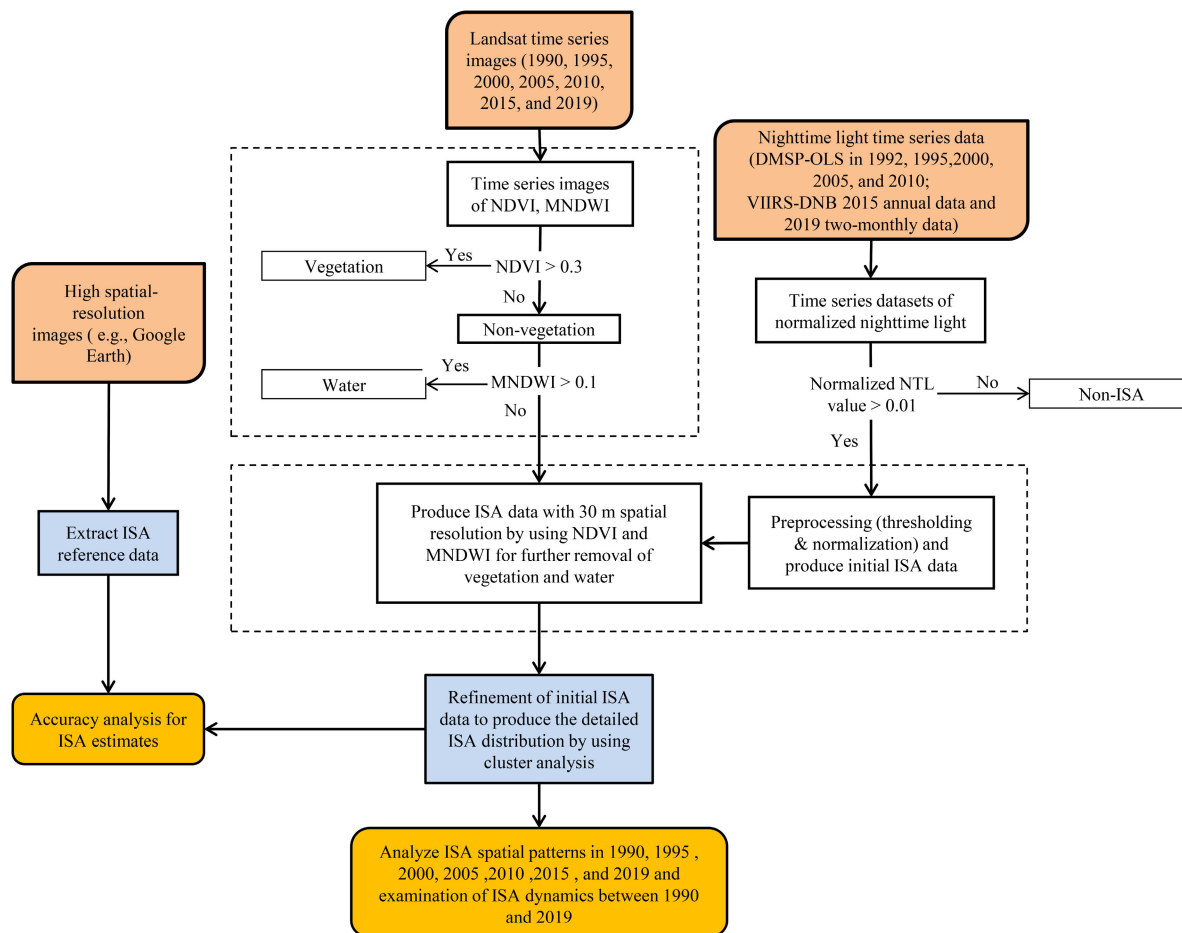 Landsat time series
images (1990, 1995,
2000, 2005, 2010,
2015, and 2019)
Nighttime light time series data
(DMSP-OLS in 1992, 1995,2000,
2005, and 2010;
VIIRS-DNB 2015 annual data and
2019 two-monthly data)
Time series images
of NDVI, MNDWI
Vegetation
Yes
NDVI > 0.3
No
Non-vegetation
Water
Yes
MNDWI > 0.1
No
High spatial-
resolution
images ( e.g., Google
Earth)
Time series datasets of
normalized nighttime light
Normalized NTL
value > 0.01
No
Non-ISA
Yes
Extract ISA
reference data
Produce ISA data with 30 m spatial
resolution by using NDVI and
MNDWI for further removal of
vegetation and water
Preprocessing (thresholding
& normalization) and
produce initial ISA data
Accuracy analysis for
ISA estimates
Refinement of initial ISA
data to produce the detailed
ISA distribution by using
cluster analysis
Analyze ISA spatial patterns in 1990, 1995 ,
2000, 2005 ,2010 ,2015 , and 2019 and
examination of ISA dynamics between 1990
and 2019